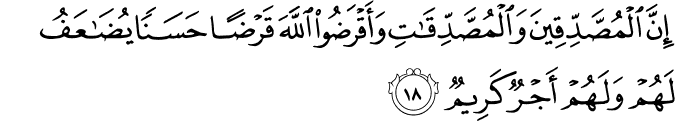 إِنَّ ٱلْمُصَّدِّقِينَ وَٱلْمُصَّدِّقَٰتِ وَأَقْرَضُوا۟ ٱللَّهَ قَرْضًا حَسَنًا يُضَٰعَفُ
لَهُمْ وَلَهُمْ أَجْرٌ كَرِيمٌ ١٨